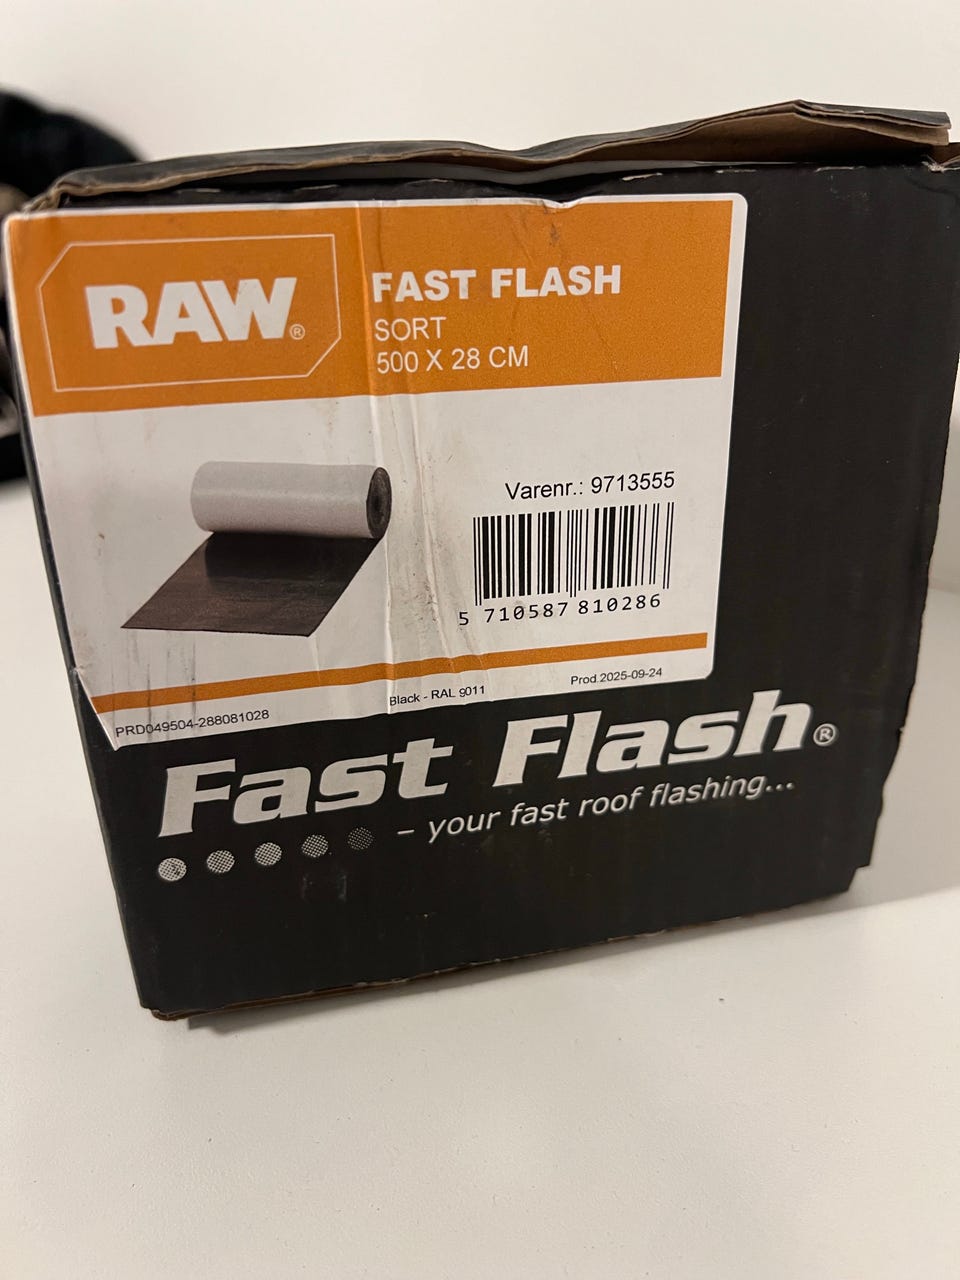 RAW®
FAST FLASH
SORT
500 X 28 CM
Varenr.: 9713555
5 710587 810286
PRD049504-288081028
Black - RAL 9011
Prod.2025-09-24
Fast Flash®
– your fast roof flashing...